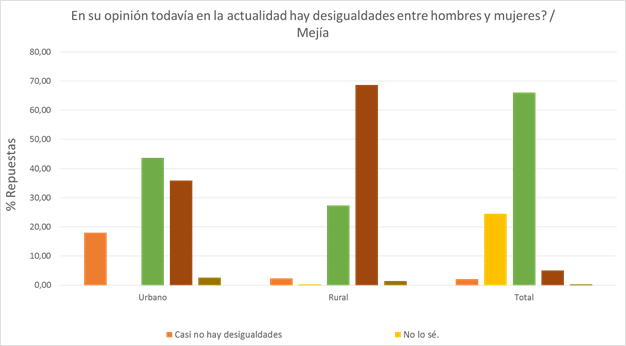 En su opinión todavía en la actualidad hay desigualdades entre hombres y mujeres? /
Mejía
80,00
70,00
60,00
50,00
40,00
30,00
20,00
10,00
0,00
% Repuestas
Urbano Rural Total
Casi no hay desigualdades No lo sé.